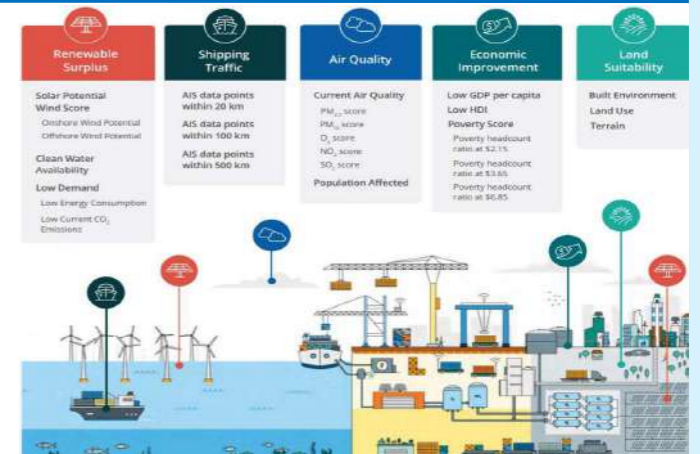 Renewable
Surplus
Solar Potential
Wind Score
Onshore Wind Potential
Offshore Wind Potential
Clean Water
Availability
Low Demand
Low Energy Consumption
Low Current CO₂
Emissions
Shipping
Traffic
AIS data points
within 20 km
AIS data points
within 100 km
AIS data points
within 500 km
Air Quality
Current Air Quality
PM₂.₅ score
PM₁₀ score
O₃ score
NO₂ score
SO₂ score
Population Affected
Economic
Improvement
Low GDP per capita
Low HDI
Poverty Score
Poverty headcount
ratio at $2.15
Poverty headcount
ratio at $3.65
Poverty headcount
ratio at $6.85
Land
Suitability
Built Environment
Land Use
Terrain